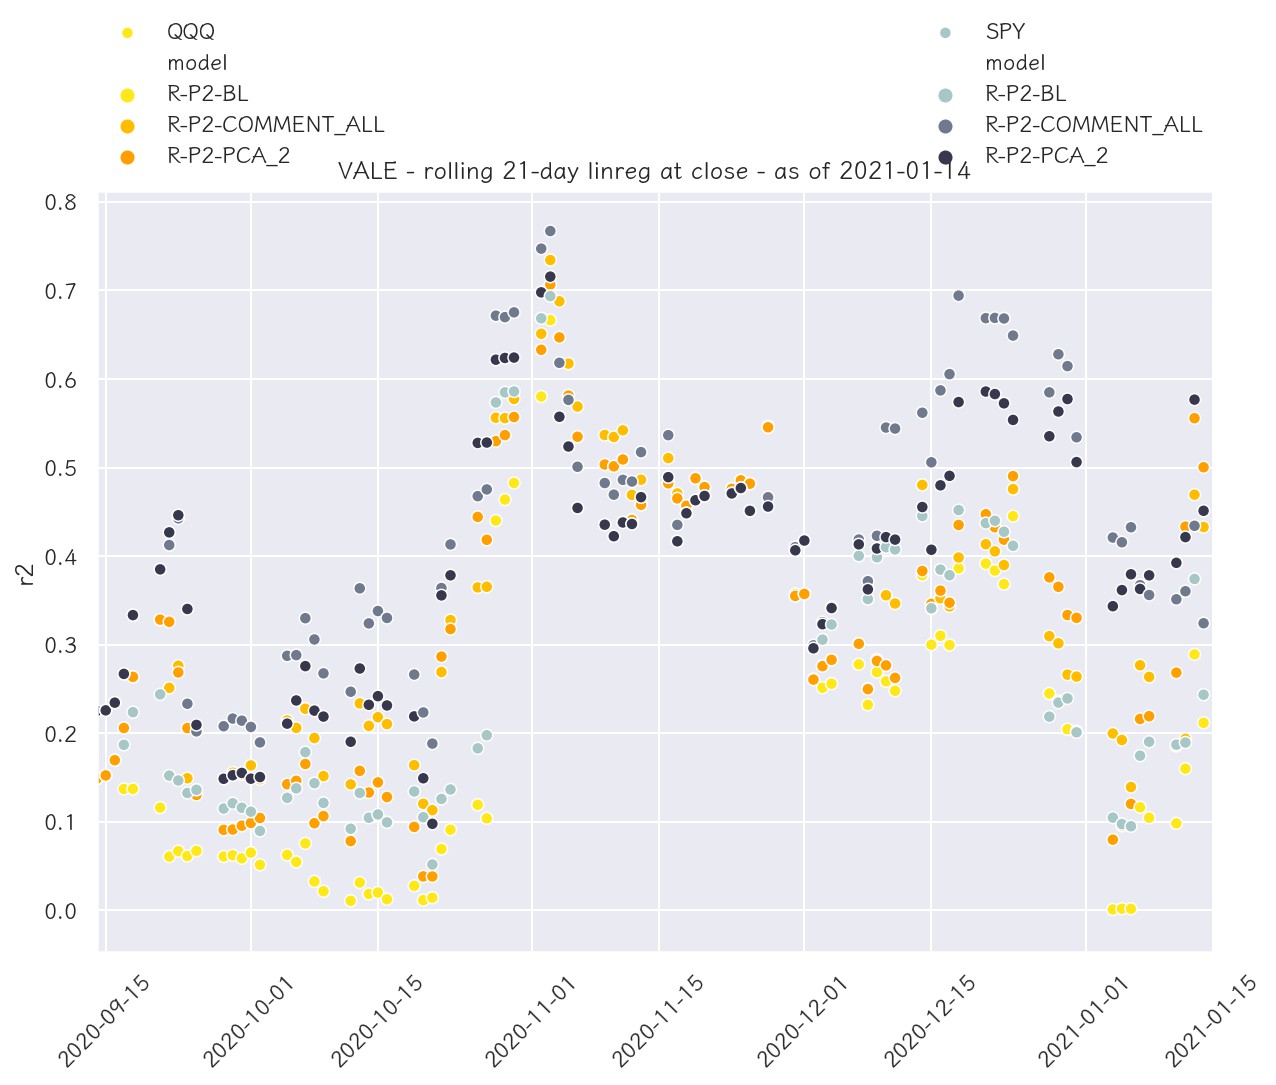 QQQ
model
R-P2-BL
R-P2-COMMENT_ALL
R-P2-PCA_2
SPY
model
R-P2-BL
R-P2-COMMENT_ALL
R-P2-PCA_2
VALE - rolling 21-day linreg at close - as of 2021-01-14
0.8
0.7
0.6
0.5
0.4
0.3
0.2
0.1
0.0
r2
2020-09-15
2020-10-01
2020-10-15
2020-11-01
2020-11-15
2020-12-01
2020-12-15
2021-01-01
2021-01-15